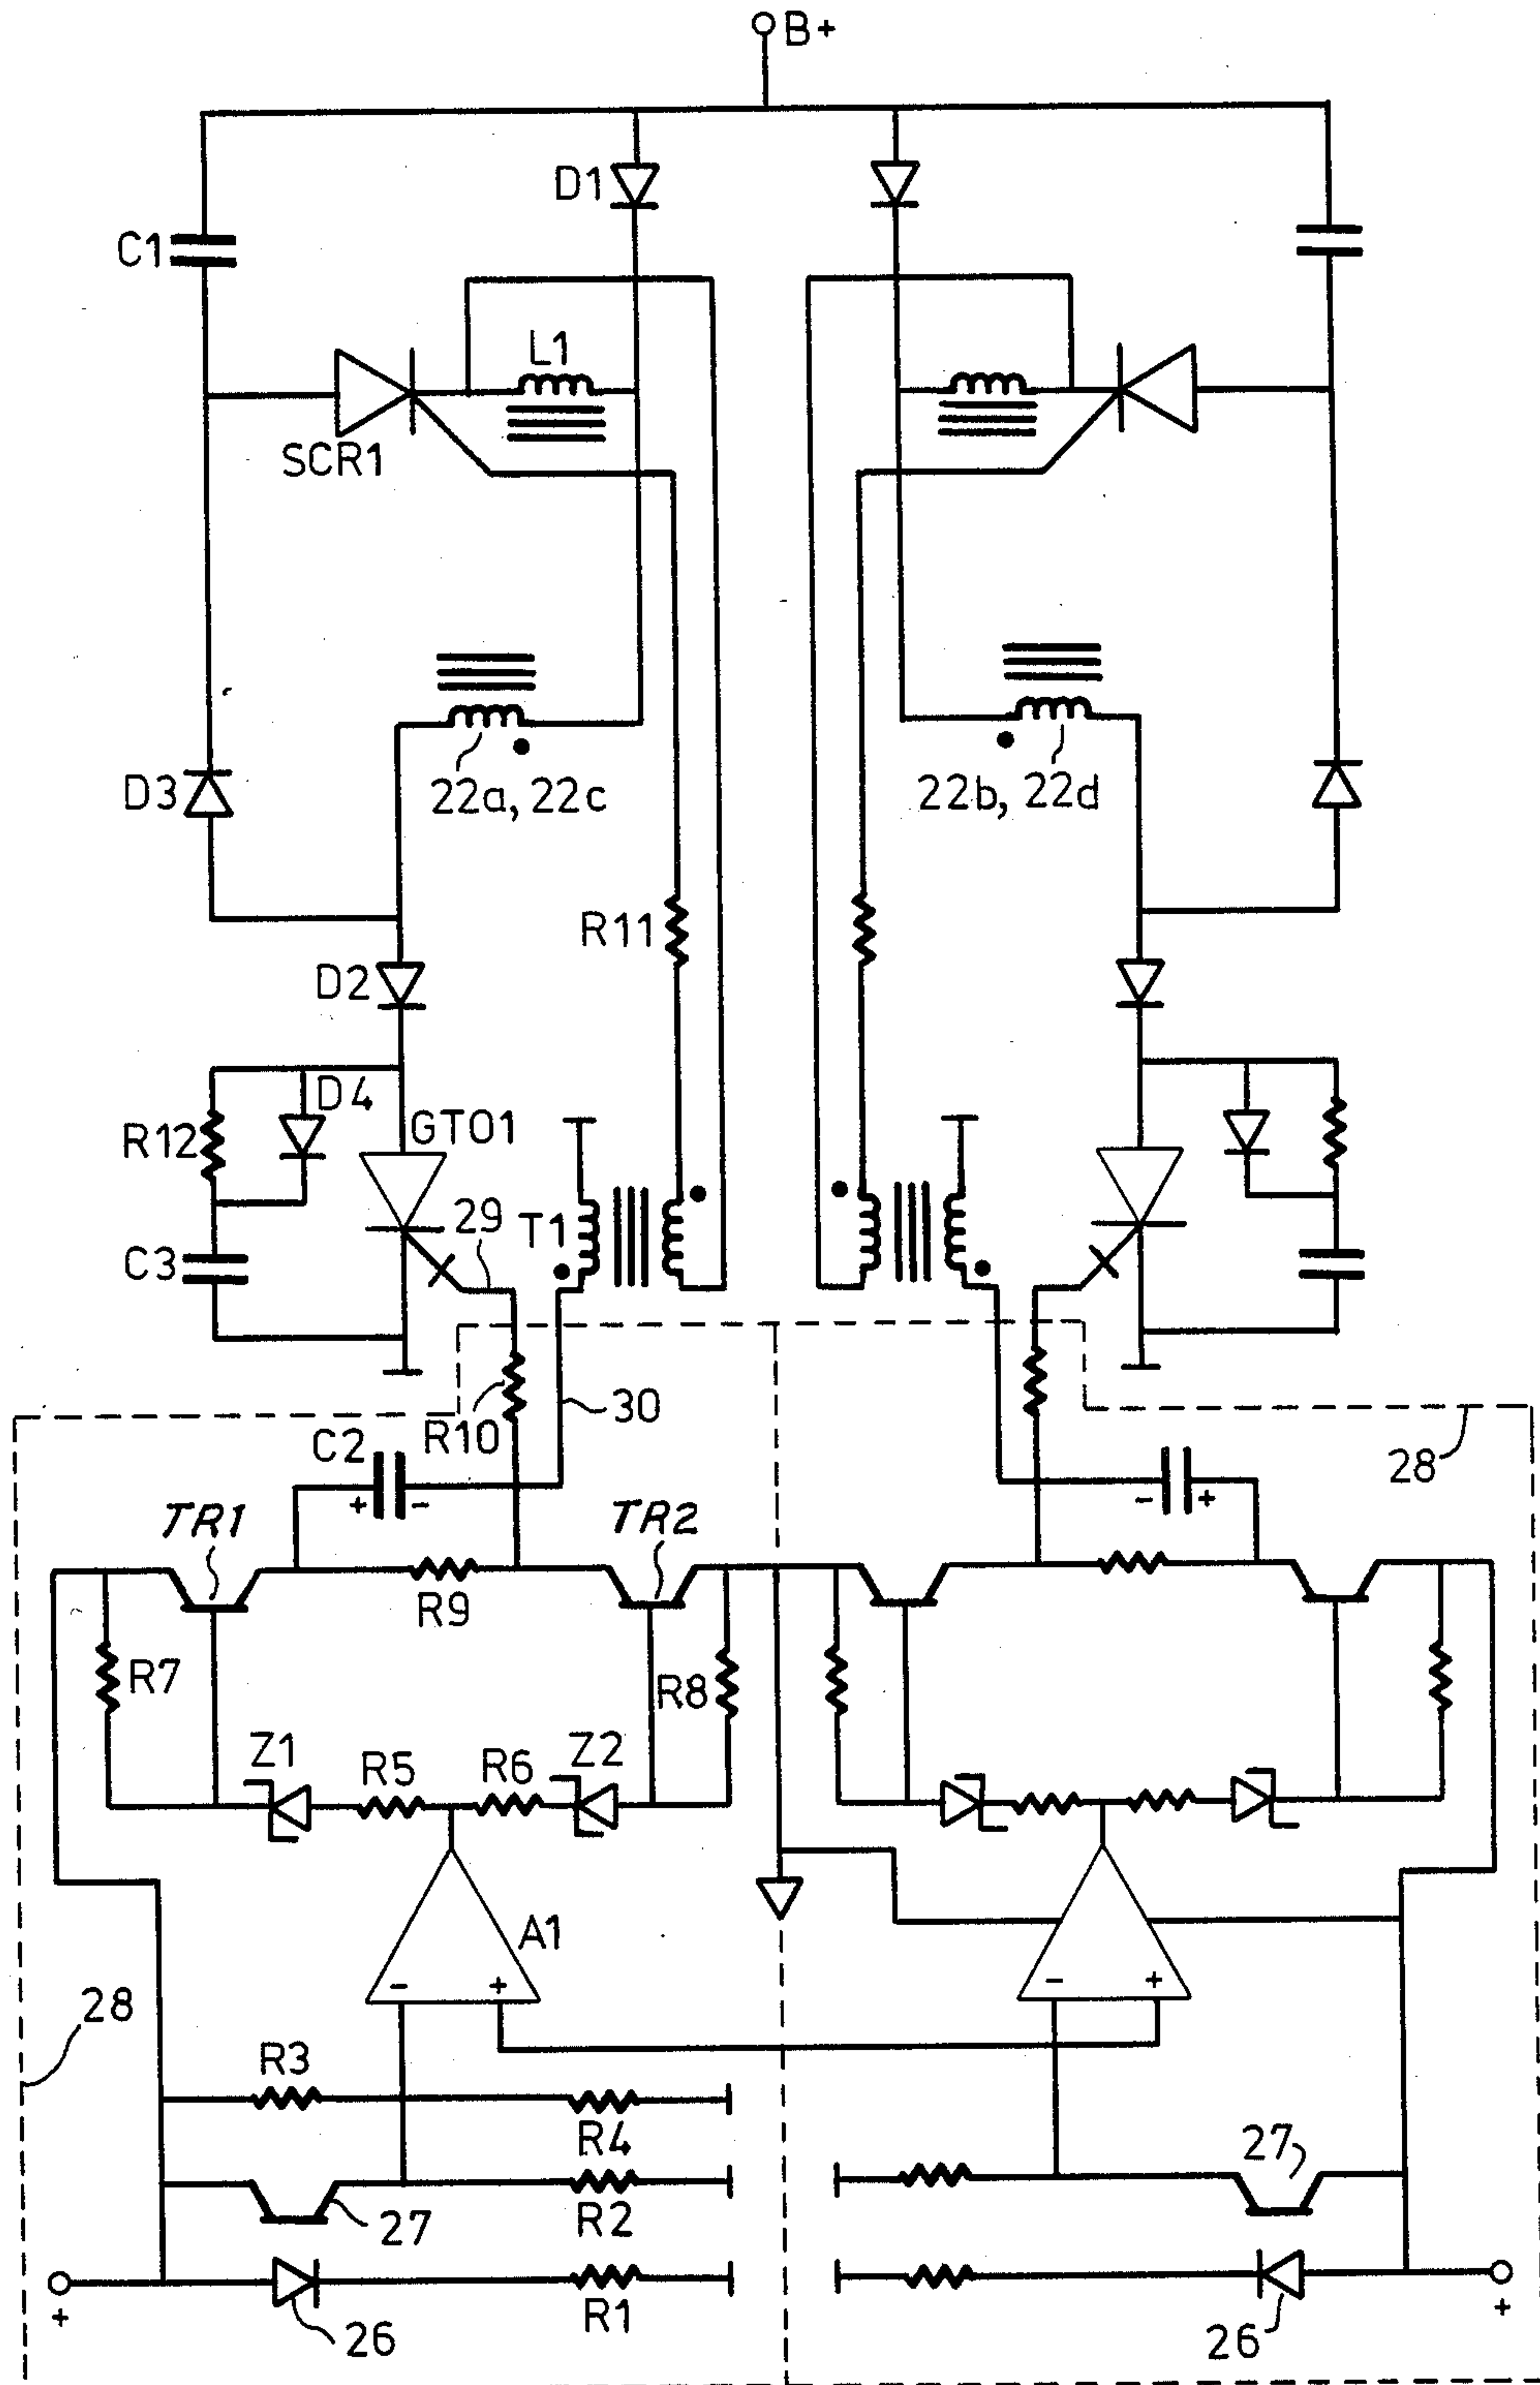 B+
D1
C1
L1
SCR1
D3
22a, 22c
22b, 22d
R11
D2
D4
R12
GTO1
29
T1
C3
30
R10
C2
28
+ -
- +
TR1
TR2
R9
R7
R8
Z1
R5
R6
Z2
A1
- +
- +
28
R3
R4
27
27
R2
R1
+
26
26
+